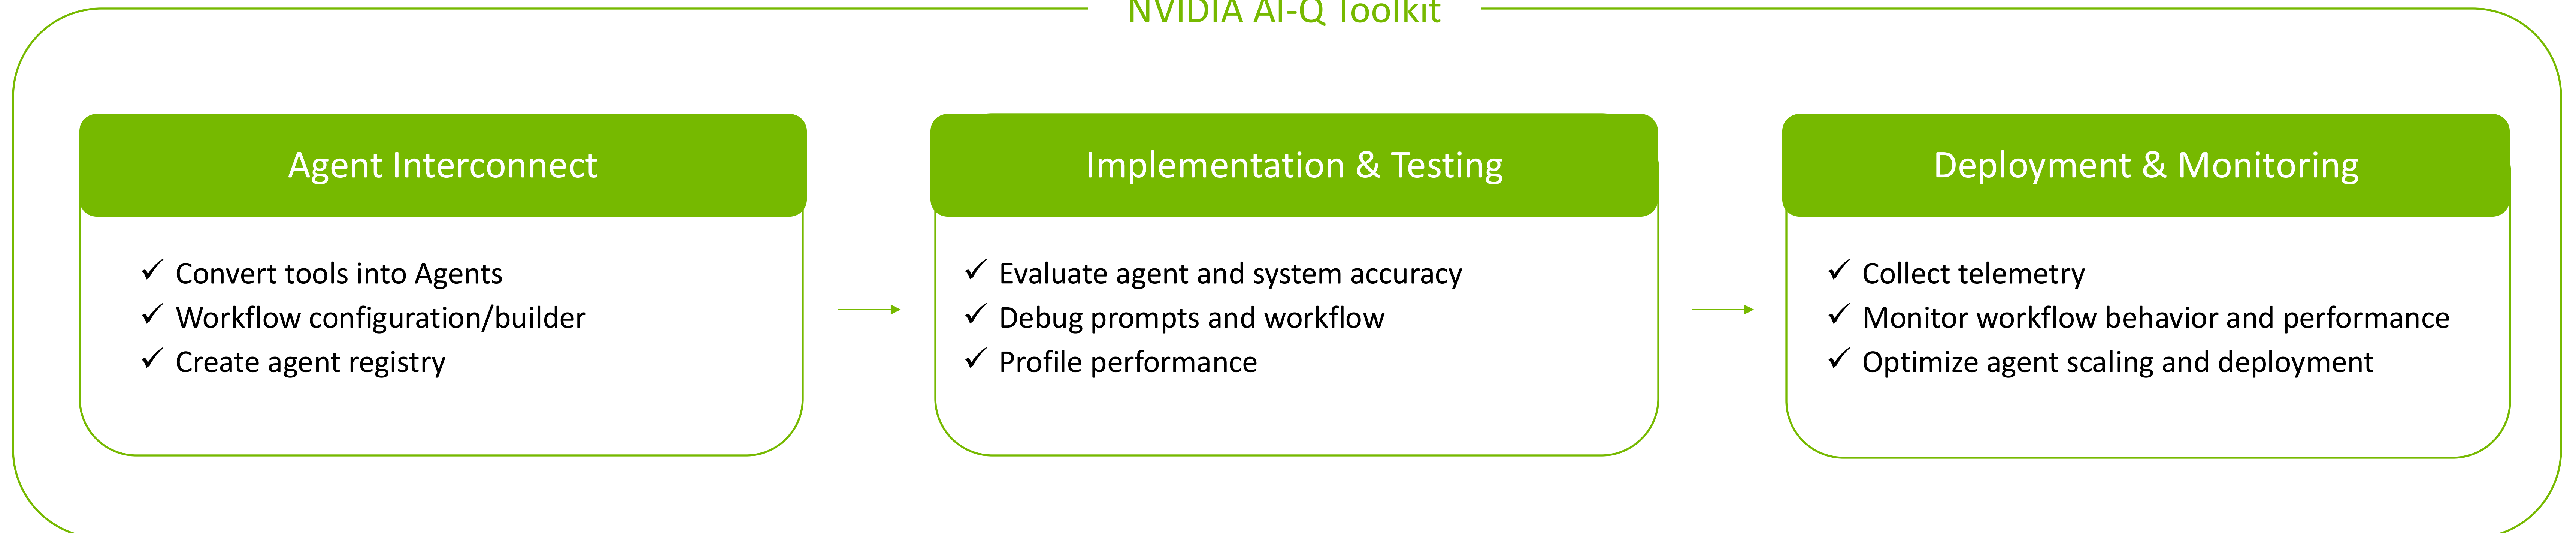 NVIDIA AI-Q Toolkit
Agent Interconnect
✓ Convert tools into Agents
✓ Workflow configuration/builder
✓ Create agent registry
Implementation & Testing
✓ Evaluate agent and system accuracy
✓ Debug prompts and workflow
✓ Profile performance
Deployment & Monitoring
✓ Collect telemetry
✓ Monitor workflow behavior and performance
✓ Optimize agent scaling and deployment